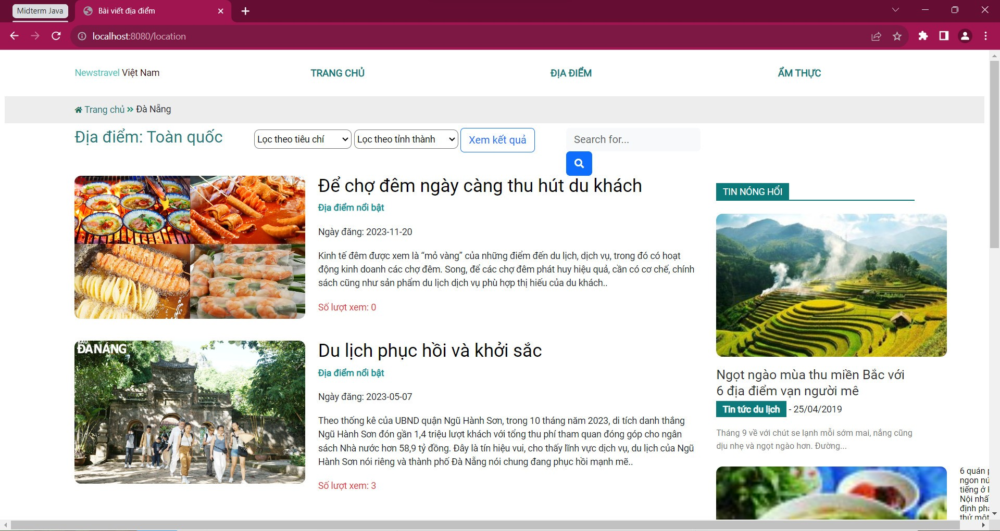 Midterm Java
Bài viết địa điểm
localhost:8080/location
Newstravel Việt Nam
TRANG CHỦ
ĐỊA ĐIỂM
ẨM THỰC
Trang chủ » Đà Nẵng
Địa điểm: Toàn quốc
Lọc theo tiêu chí
Lọc theo tỉnh thành
Xem kết quả
Search for...
Để chợ đêm ngày càng thu hút du khách
Địa điểm nổi bật
Ngày đăng: 2023-11-20
Kinh tế đêm được xem là “mỏ vàng” của những điểm đến du lịch, dịch vụ, trong đó có hoạt
động kinh doanh các chợ đêm. Song, để các chợ đêm phát huy hiệu quả, cần có cơ chế, chính
sách cũng như sản phẩm du lịch dịch vụ phù hợp thị hiếu của du khách..
Số lượt xem: 0
BÁO
ĐÀ NẴNG
Du lịch phục hồi và khởi sắc
Địa điểm nổi bật
Ngày đăng: 2023-05-07
Theo thống kê của UBND quận Ngũ Hành Sơn, trong 10 tháng năm 2023, di tích danh thắng
Ngũ Hành Sơn đón gần 1,4 triệu lượt khách với tổng thu phí tham quan đóng góp cho ngân
sách Nhà nước hơn 58,9 tỷ đồng. Đây là tín hiệu vui, cho thấy lĩnh vực dịch vụ, du lịch của Ngũ
Hành Sơn nói riêng và thành phố Đà Nẵng nói chung đang phục hồi mạnh mẽ..
Số lượt xem: 3
TIN NÓNG HỔI
Ngọt ngào mùa thu miền Bắc với
6 địa điểm vạn người mê
Tin tức du lịch - 25/04/2019
Tháng 9 về với chút se lạnh mỗi sớm mai, nắng cũng
dịu nhẹ và ngọt ngào hơn. Đường...
6 quán
ngon
tiếng ở
Nội
định
thử một